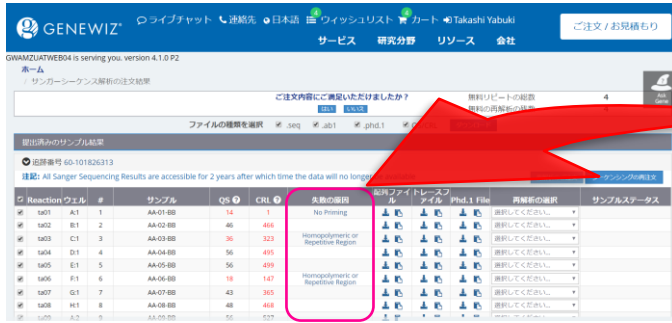 GENEWIZ
ライブチャット 連絡先 日本語 4 ウィッシュリスト 4 カート Takashi Yabuki
サービス 研究分野 リソース 会社
ご注文 / お見積もり
GWAMZUATWEB04 is serving you. version 4.1.0 P2
ホーム
/ サンガーシーケンス解析の注文結果
ご注文内容にご満足いただけましたか？ 無料リピートの総数 4
はい いいえ 無料の再解析の 4
Ask Gene
ファイルの種類を選択 .seq .ab1 .phd.1
提出済みのサンプル結果
追跡番号 60-101826313
注記: All Sanger Sequencing Results are accessible for 2 years after which time the data will no longer
シーケンシングの再注文
Reaction ウェル # サンプル QS CRL 失敗の原因 配列ファイル トレースファイル Phd.1 File 再解析の選択 サンプルステータス
ta01 A:1 1 AA-01-BB 14 1 No Priming 選択してください...
ta02 B:1 2 AA-02-BB 46 466 選択してください...
ta03 C:1 3 AA-03-BB 36 323 Homopolymeric or Repetitive Region 選択してください...
ta04 D:1 4 AA-04-BB 56 495 選択してください...
ta05 E:1 5 AA-05-BB 56 499 選択してください...
ta06 F:1 6 AA-06-BB 18 147 Homopolymeric or Repetitive Region 選択してください...
ta07 G:1 7 AA-07-BB 43 365 選択してください...
ta08 H:1 8 AA-08-BB 48 468 選択してください...